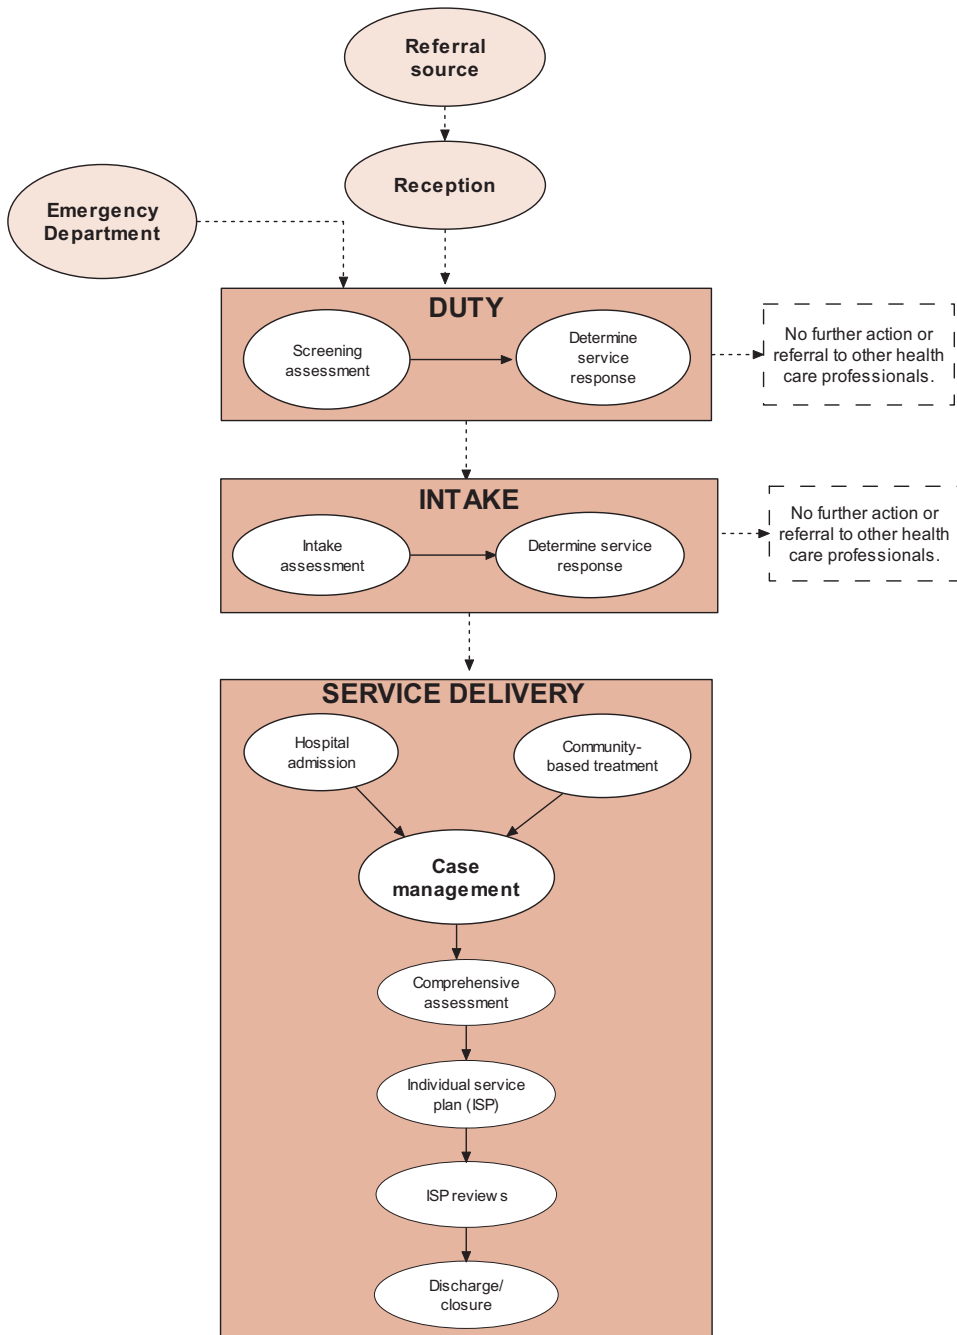 Referral
source
Reception
Emergency
Department
DUTY
Screening
assessment
Determine
service
response
No further action or
referral to other health
care professionals.
INTAKE
Intake
assessment
Determine service
response
No further action or
referral to other health
care professionals.
SERVICE DELIVERY
Hospital
admission
Community-
based treatment
Case
management
Comprehensive
assessment
Individual service
plan (ISP)
ISP reviews
Discharge/
closure